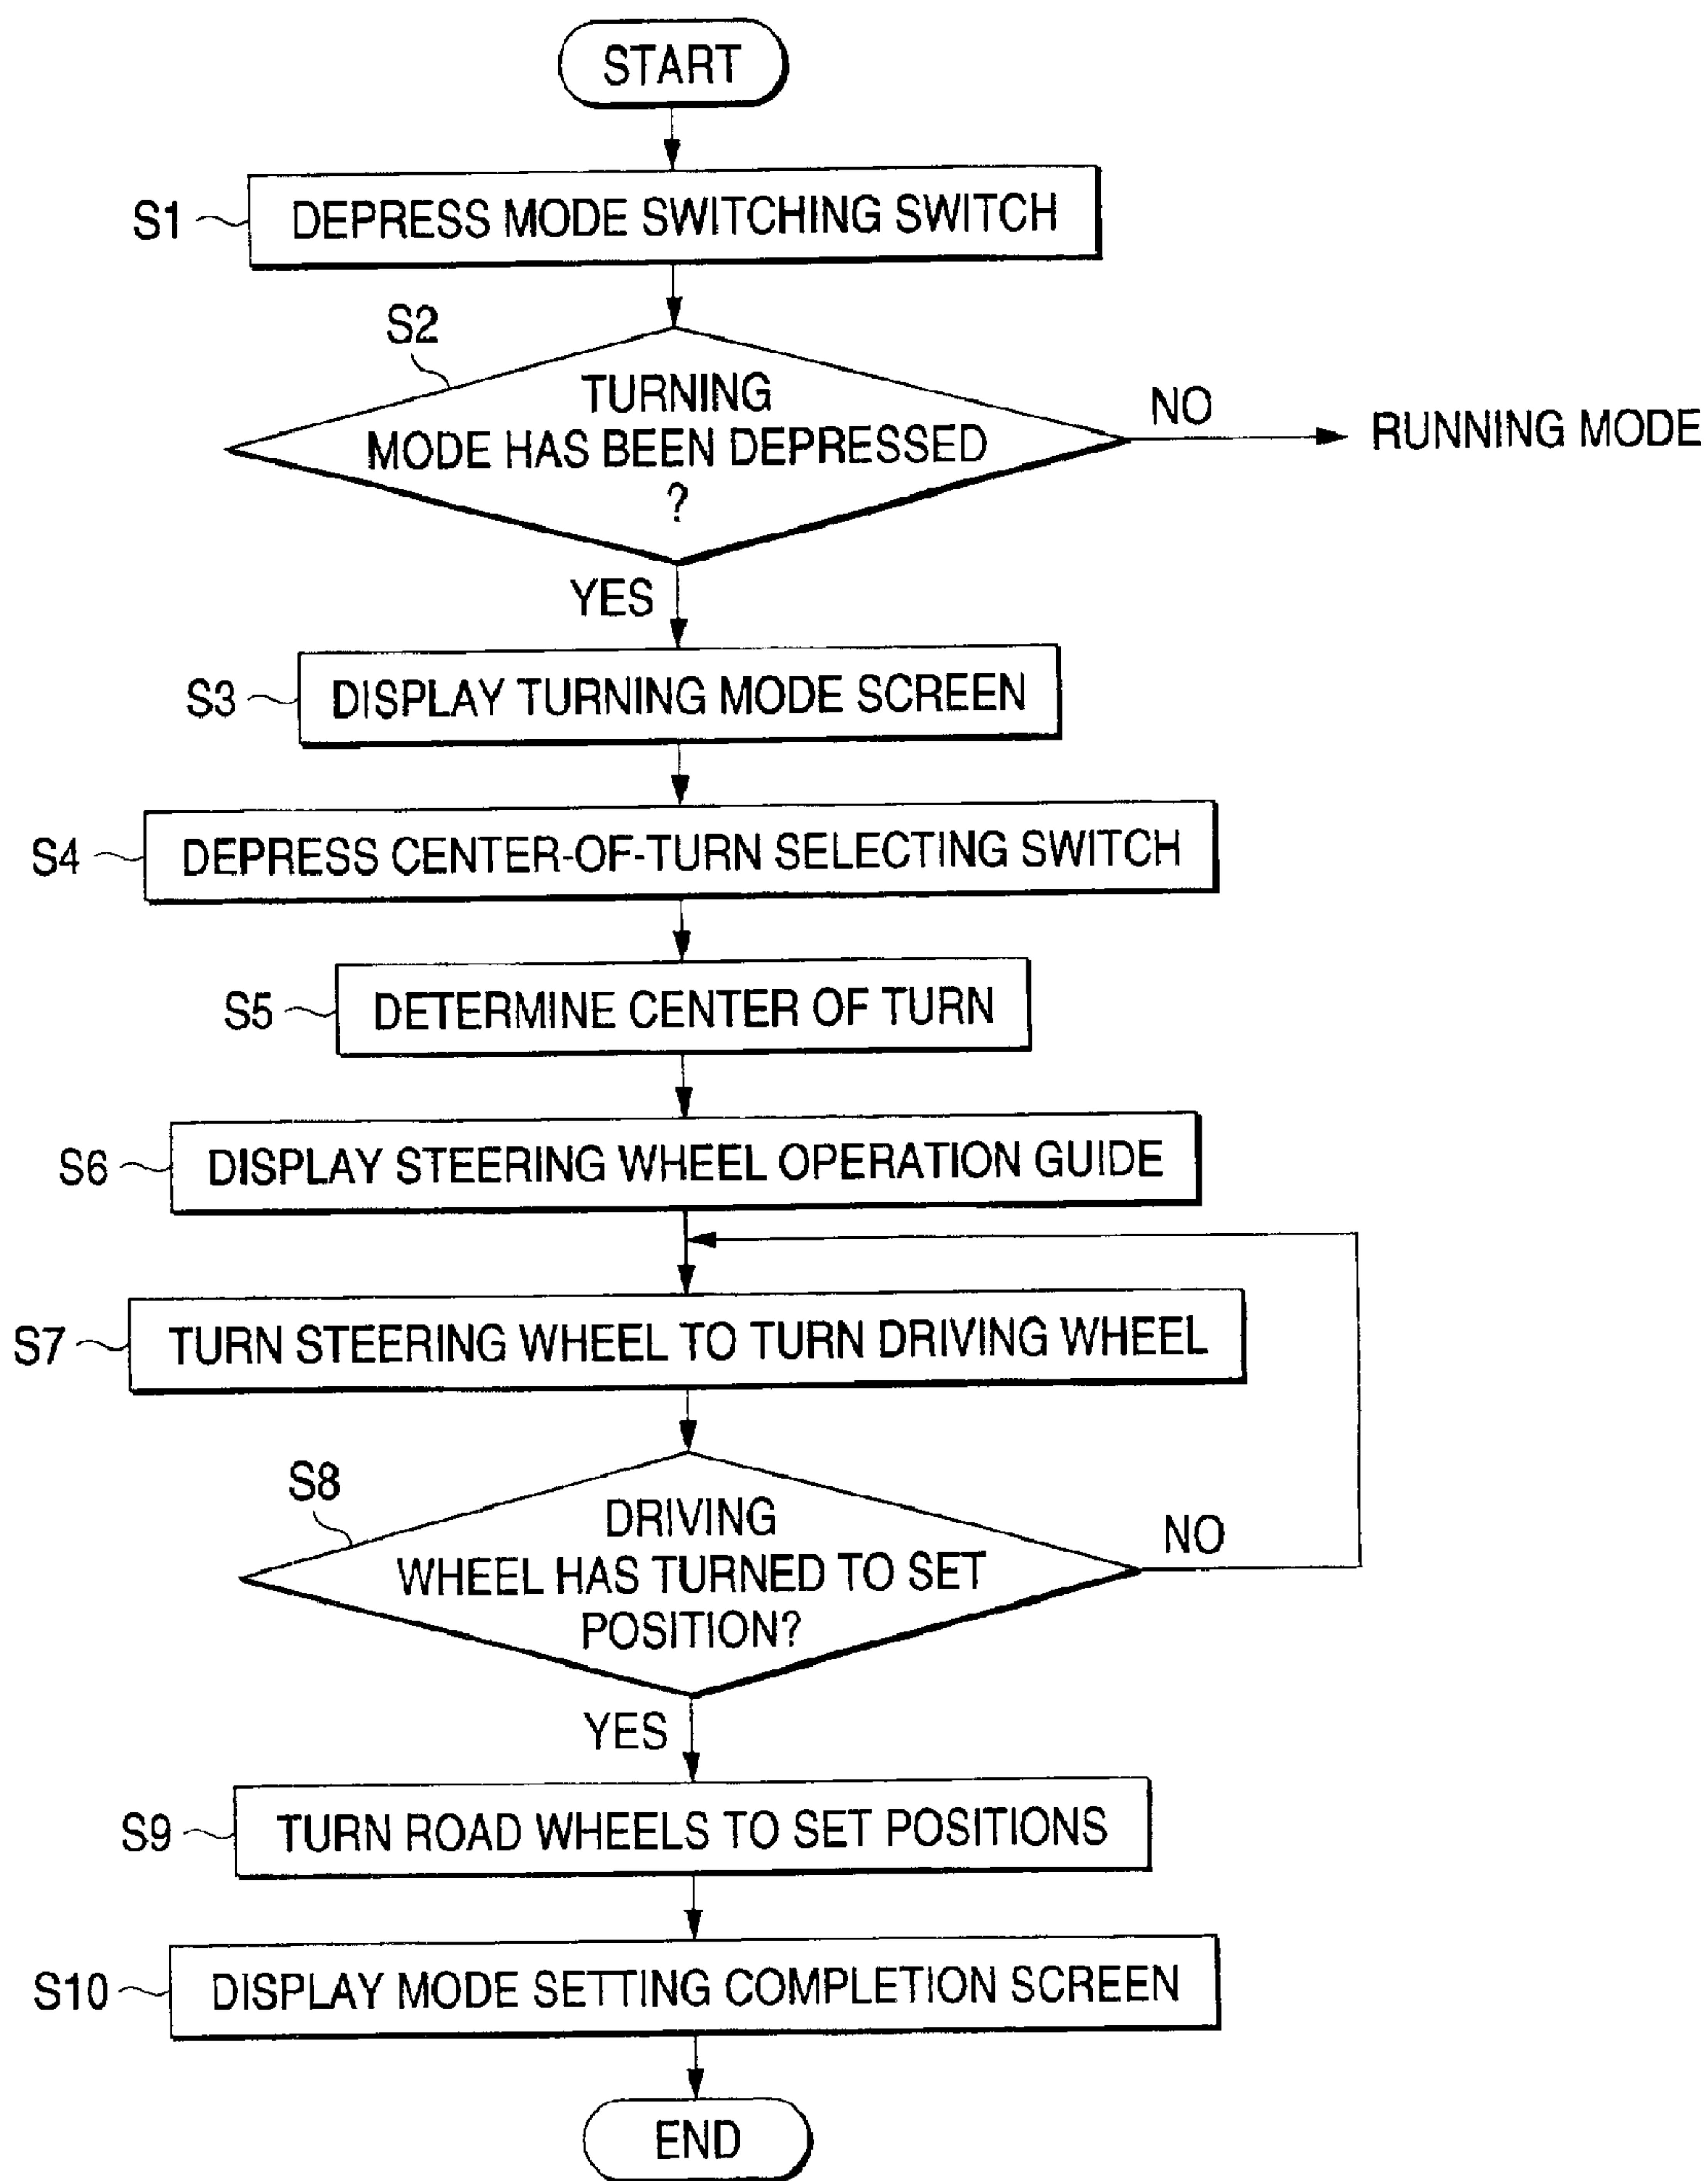 START
S1
DEPRESS MODE SWITCHING SWITCH
S2
TURNING
MODE HAS BEEN DEPRESSED
?
NO
RUNNING MODE
YES
S3
DISPLAY TURNING MODE SCREEN
S4
DEPRESS CENTER-OF-TURN SELECTING SWITCH
S5
DETERMINE CENTER OF TURN
S6
DISPLAY STEERING WHEEL OPERATION GUIDE
S7
TURN STEERING WHEEL TO TURN DRIVING WHEEL
S8
DRIVING
WHEEL HAS TURNED TO SET
POSITION?
NO
YES
S9
TURN ROAD WHEELS TO SET POSITIONS
S10
DISPLAY MODE SETTING COMPLETION SCREEN
END